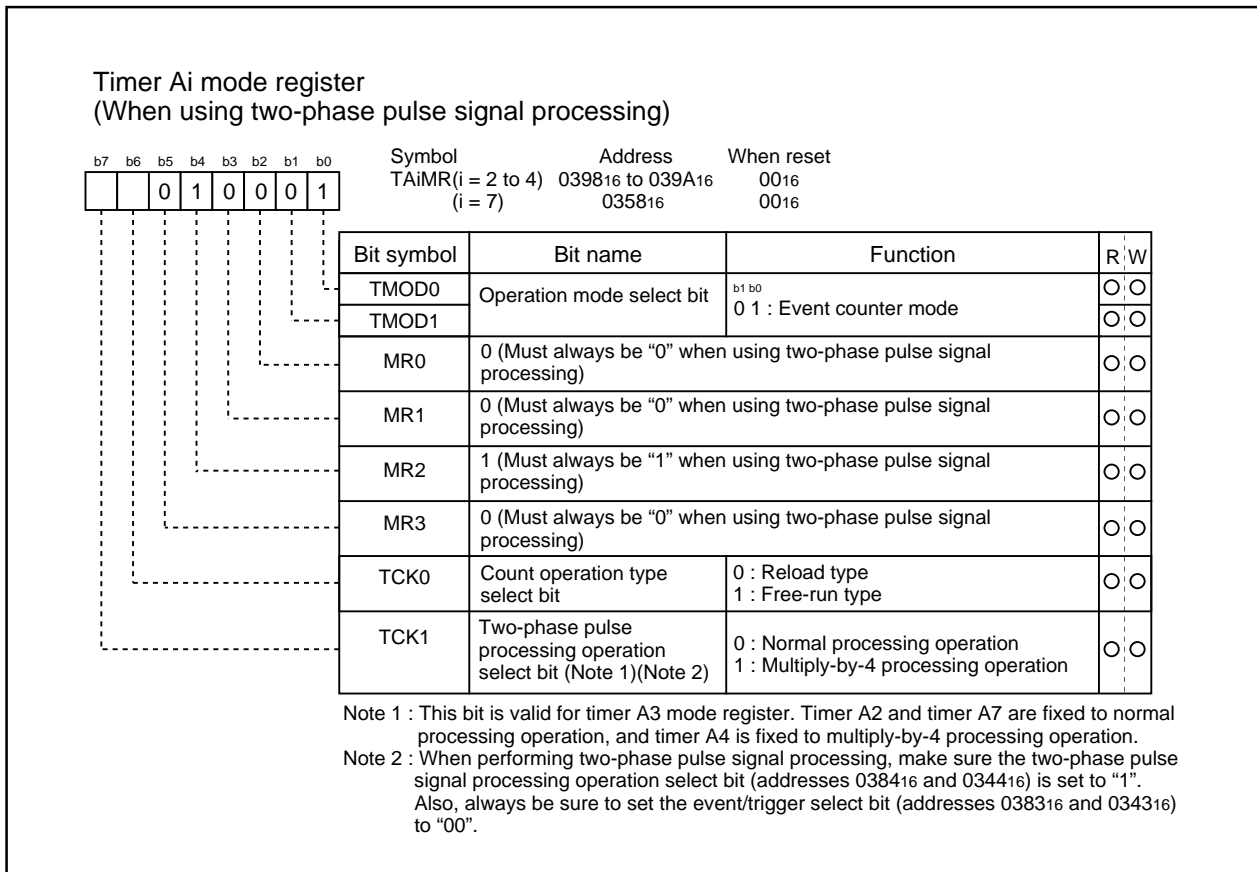 Timer Ai mode register
(When using two-phase pulse signal processing)
b7 b6 b5 b4 b3 b2 b1 b0
0 1 0 0 0 1
Symbol Address When reset
TAiMR(i = 2 to 4) 039816 to 039A16 0016
(i = 7) 035816 0016
Bit symbol Bit name Function R W
TMOD0 Operation mode select bit b1 b0
TMOD1 0 1 : Event counter mode
MR0 0 (Must always be “0” when using two-phase pulse signal
processing)
MR1 0 (Must always be “0” when using two-phase pulse signal
processing)
MR2 1 (Must always be “1” when using two-phase pulse signal
processing)
MR3 0 (Must always be “0” when using two-phase pulse signal
processing)
TCK0 Count operation type 0 : Reload type
select bit 1 : Free-run type
TCK1 Two-phase pulse
processing operation 0 : Normal processing operation
select bit (Note 1)(Note 2) 1 : Multiply-by-4 processing operation
Note 1 : This bit is valid for timer A3 mode register. Timer A2 and timer A7 are fixed to normal
processing operation, and timer A4 is fixed to multiply-by-4 processing operation.
Note 2 : When performing two-phase pulse signal processing, make sure the two-phase pulse
signal processing operation select bit (addresses 038416 and 034416) is set to “1”.
Also, always be sure to set the event/trigger select bit (addresses 038316 and 034316)
to “00”.